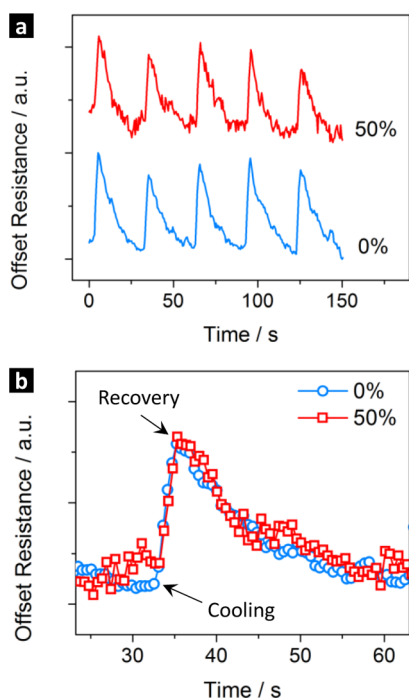 a
Offset Resistance / a.u.
50%
0%
0 50 100 150
Time / s
b
Offset Resistance / a.u.
Recovery
0%
50%
Cooling
30 40 50 60
Time / s